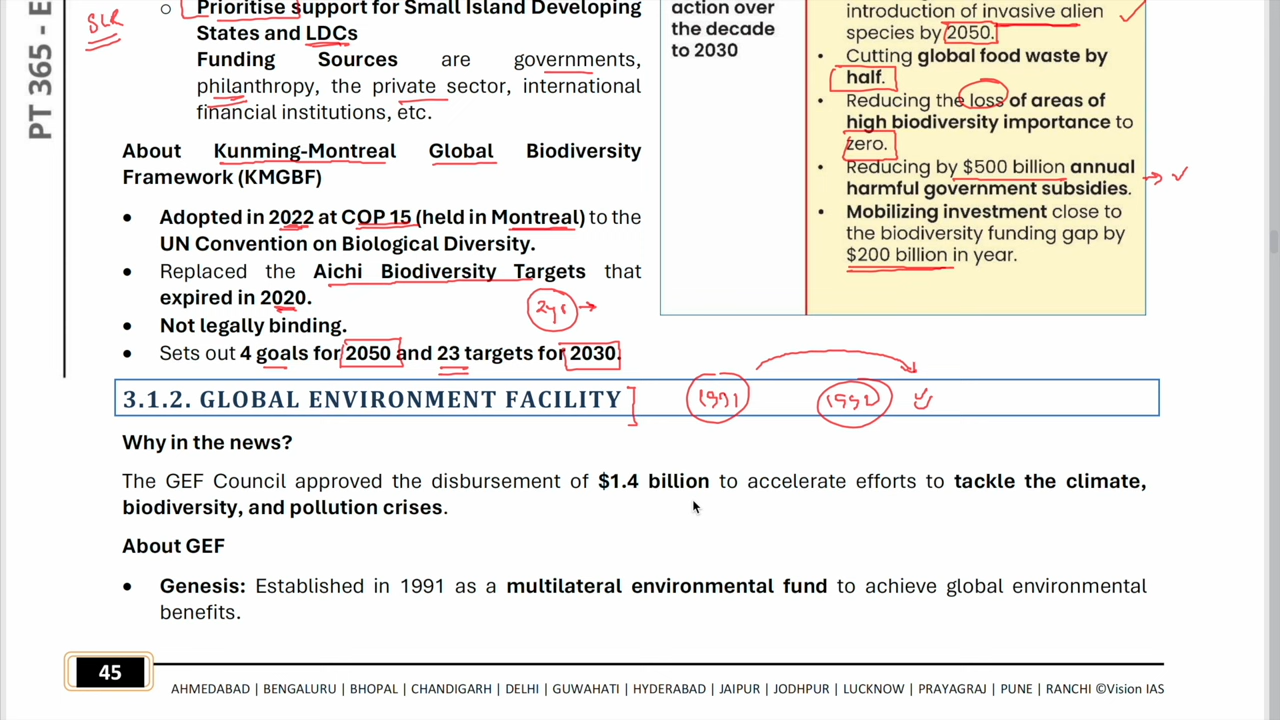 PT 365 - E
SLR
Prioritise support for Small Island Developing
States and LDCs
Funding Sources are governments,
philanthropy, the private sector, international
financial institutions, etc.
About Kunming-Montreal Global Biodiversity
Framework (KMGBF)
• Adopted in 2022 at COP 15 (held in Montreal) to the
UN Convention on Biological Diversity.
• Replaced the Aichi Biodiversity Targets that
expired in 2020.
2yr
• Not legally binding.
• Sets out 4 goals for 2050 and 23 targets for 2030.
action over
the decade
to 2030
introduction of invasive alien
species by 2050.
• Cutting global food waste by
half.
• Reducing the loss of areas of
high biodiversity importance to
zero.
• Reducing by $500 billion annual
harmful government subsidies.
• Mobilizing investment close to
the biodiversity funding gap by
$200 billion in year.
3.1.2. GLOBAL ENVIRONMENT FACILITY
1991 1992
Why in the news?
The GEF Council approved the disbursement of $1.4 billion to accelerate efforts to tackle the climate,
biodiversity, and pollution crises.
About GEF
• Genesis: Established in 1991 as a multilateral environmental fund to achieve global environmental
benefits.
45
AHMEDABAD | BENGALURU | BHOPAL | CHANDIGARH | DELHI | GUWAHATI | HYDERABAD | JAIPUR | JODHPUR | LUCKNOW | PRAYAGRAJ | PUNE | RANCHI ©Vision IAS